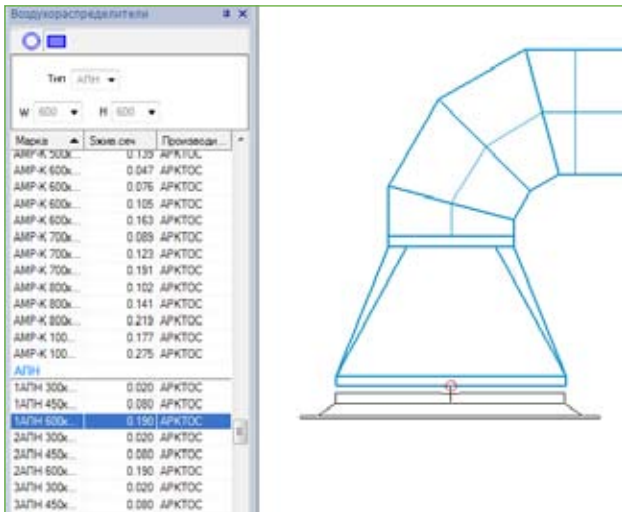 Воздухораспределители
Тип АПН
W 600 H 600
Марка Sжив.сеч Производи...
АМР-К 500х... 0.139 АРКТОС
АМР-К 600х... 0.047 АРКТОС
АМР-К 600х... 0.076 АРКТОС
АМР-К 600х... 0.105 АРКТОС
АМР-К 600х... 0.163 АРКТОС
АМР-К 700х... 0.089 АРКТОС
АМР-К 700х... 0.123 АРКТОС
АМР-К 700х... 0.191 АРКТОС
АМР-К 800х... 0.102 АРКТОС
АМР-К 800х... 0.141 АРКТОС
АМР-К 800х... 0.219 АРКТОС
АМР-К 100... 0.177 АРКТОС
АМР-К 100... 0.275 АРКТОС
АПН
1АПН 300х... 0.020 АРКТОС
1АПН 450х... 0.080 АРКТОС
1АПН 600х... 0.190 АРКТОС
2АПН 300х... 0.020 АРКТОС
2АПН 450х... 0.080 АРКТОС
2АПН 600х... 0.190 АРКТОС
3АПН 300х... 0.020 АРКТОС
3АПН 450х... 0.080 АРКТОС